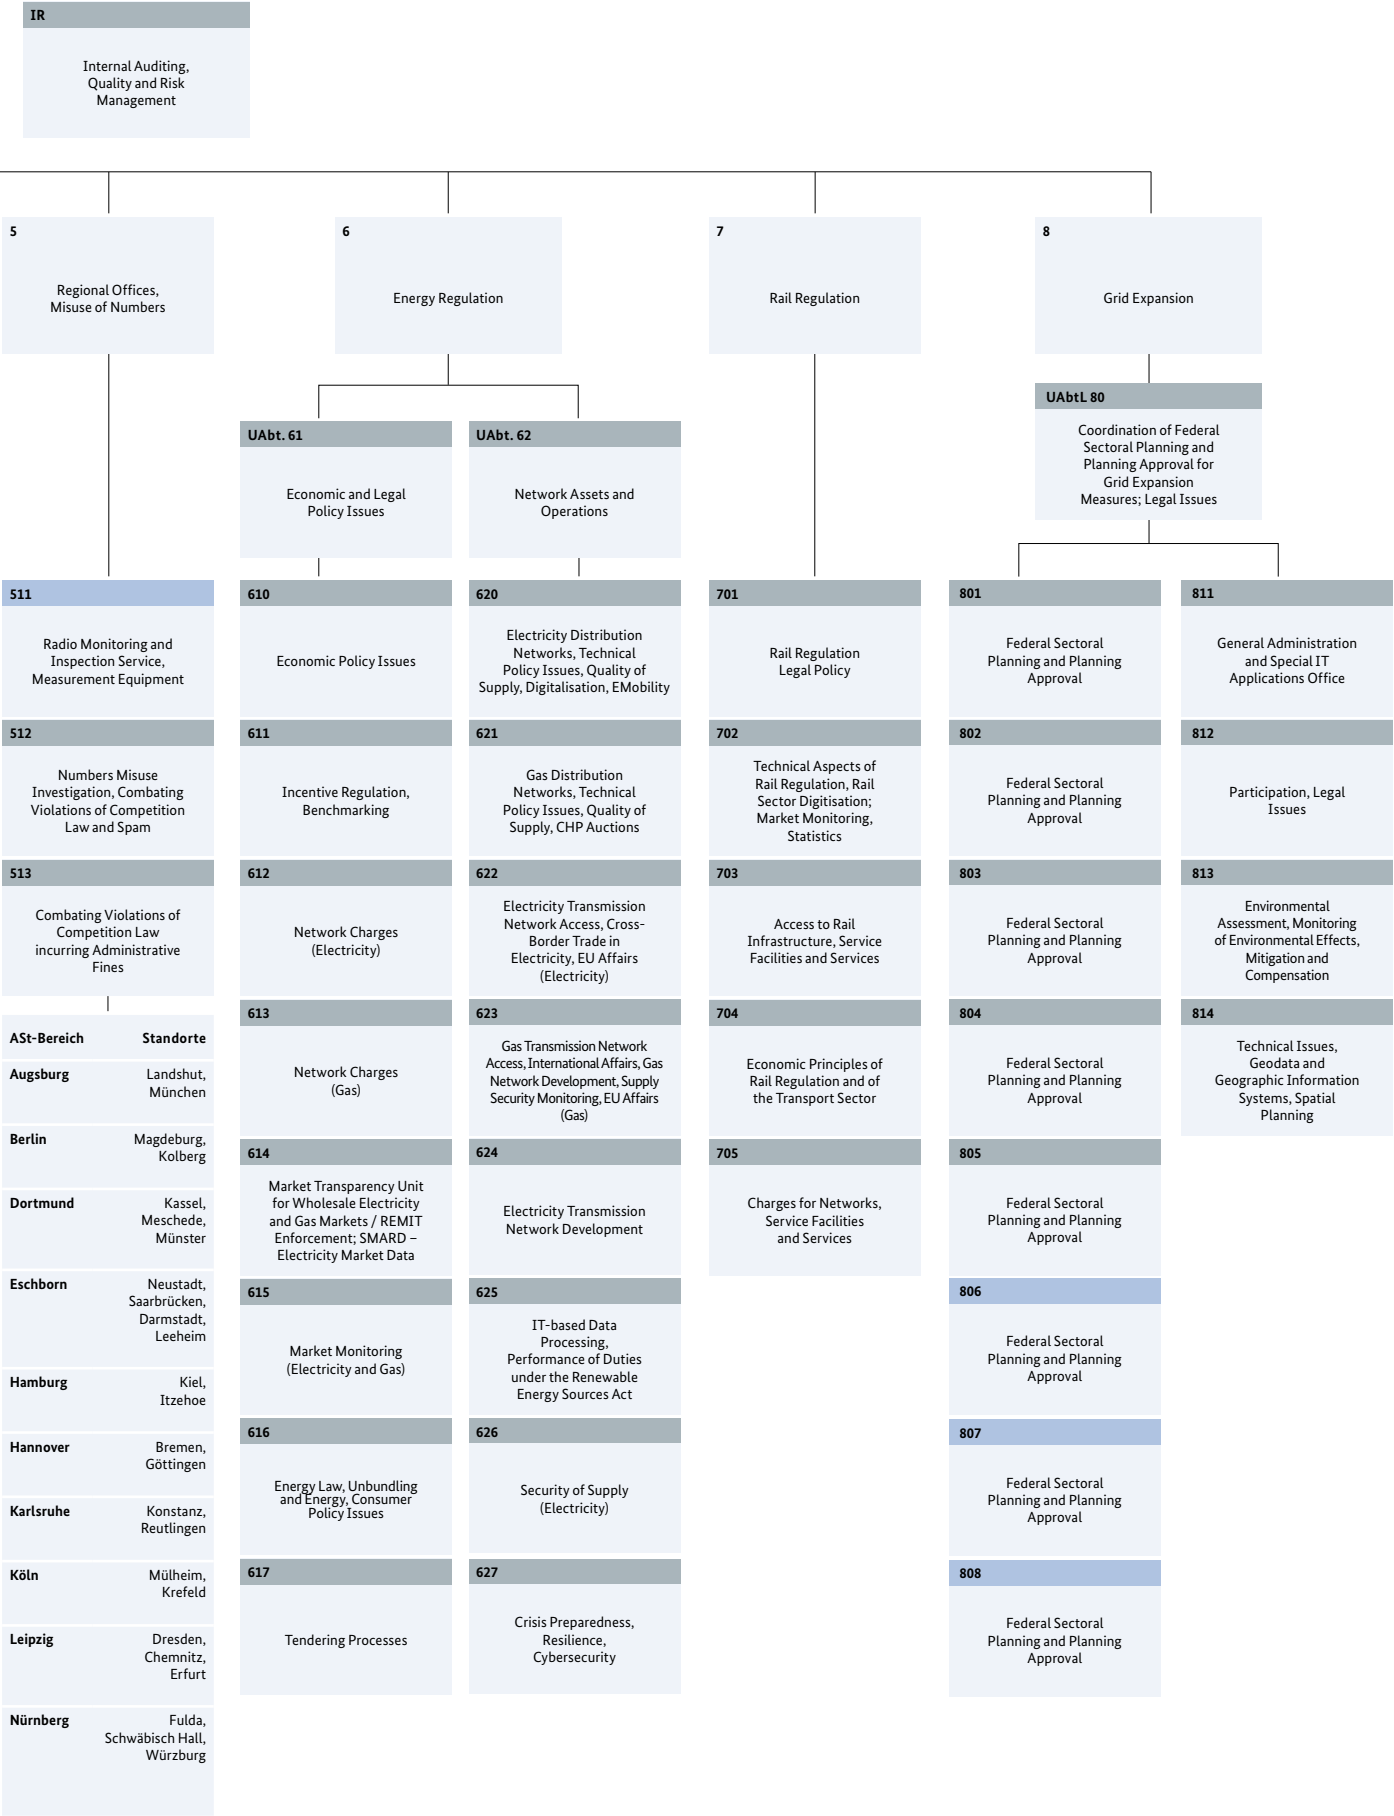 IR
Internal Auditing,
Quality and Risk
Management
5
Regional Offices,
Misuse of Numbers
6
Energy Regulation
7
Rail Regulation
8
Grid Expansion
UAbt. 61
Economic and Legal
Policy Issues
UAbt. 62
Network Assets and
Operations
UAbtL 80
Coordination of Federal
Sectoral Planning and
Planning Approval for
Grid Expansion
Measures; Legal Issues
511
Radio Monitoring and
Inspection Service,
Measurement Equipment
512
Numbers Misuse
Investigation, Combating
Violations of Competition
Law and Spam
513
Combating Violations of
Competition Law
incurring Administrative
Fines
ASt-Bereich Standorte
Augsburg Landshut,
München
Berlin Magdeburg,
Kolberg
Dortmund Kassel,
Meschede,
Münster
Eschborn Neustadt,
Saarbrücken,
Darmstadt,
Leeheim
Hamburg Kiel,
Itzehoe
Hannover Bremen,
Göttingen
Karlsruhe Konstanz,
Reutlingen
Köln Mülheim,
Krefeld
Leipzig Dresden,
Chemnitz,
Erfurt
Nürnberg Fulda,
Schwäbisch Hall,
Würzburg
610
Economic Policy Issues
611
Incentive Regulation,
Benchmarking
612
Network Charges
(Electricity)
613
Network Charges
(Gas)
614
Market Transparency Unit
for Wholesale Electricity
and Gas Markets / REMIT
Enforcement; SMARD –
Electricity Market Data
615
Market Monitoring
(Electricity and Gas)
616
Energy Law, Unbundling
and Energy, Consumer
Policy Issues
617
Tendering Processes
620
Electricity Distribution
Networks, Technical
Policy Issues, Quality of
Supply, Digitalisation, EMobility
621
Gas Distribution
Networks, Technical
Policy Issues, Quality of
Supply, CHP Auctions
622
Electricity Transmission
Network Access, Cross-
Border Trade in
Electricity, EU Affairs
(Electricity)
623
Gas Transmission Network
Access, International Affairs, Gas
Network Development, Supply
Security Monitoring, EU Affairs
(Gas)
624
Electricity Transmission
Network Development
625
IT-based Data
Processing,
Performance of Duties
under the Renewable
Energy Sources Act
626
Security of Supply
(Electricity)
627
Crisis Preparedness,
Resilience,
Cybersecurity
701
Rail Regulation
Legal Policy
702
Technical Aspects of
Rail Regulation, Rail
Sector Digitisation;
Market Monitoring,
Statistics
703
Access to Rail
Infrastructure, Service
Facilities and Services
704
Economic Principles of
Rail Regulation and of
the Transport Sector
705
Charges for Networks,
Service Facilities
and Services
801
Federal Sectoral
Planning and Planning
Approval
802
Federal Sectoral
Planning and Planning
Approval
803
Federal Sectoral
Planning and Planning
Approval
804
Federal Sectoral
Planning and Planning
Approval
805
Federal Sectoral
Planning and Planning
Approval
806
Federal Sectoral
Planning and Planning
Approval
807
Federal Sectoral
Planning and Planning
Approval
808
Federal Sectoral
Planning and Planning
Approval
811
General Administration
and Special IT
Applications Office
812
Participation, Legal
Issues
813
Environmental
Assessment, Monitoring
of Environmental Effects,
Mitigation and
Compensation
814
Technical Issues,
Geodata and
Geographic Information
Systems, Spatial
Planning